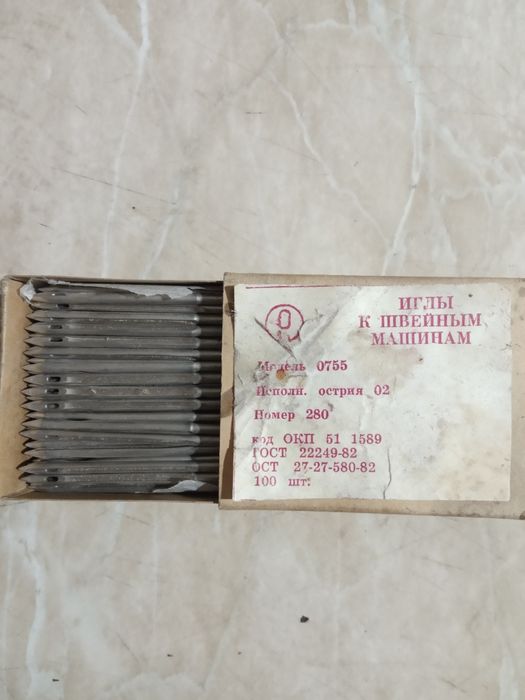 ИГЛЫ
К ШВЕЙНЫМ
МАШИНАМ
Модель 0755
Исполн. острия 02
Номер 280
код ОКП 51 1589
ГОСТ 22249-82
ОСТ 27-27-580-82
100 шт.